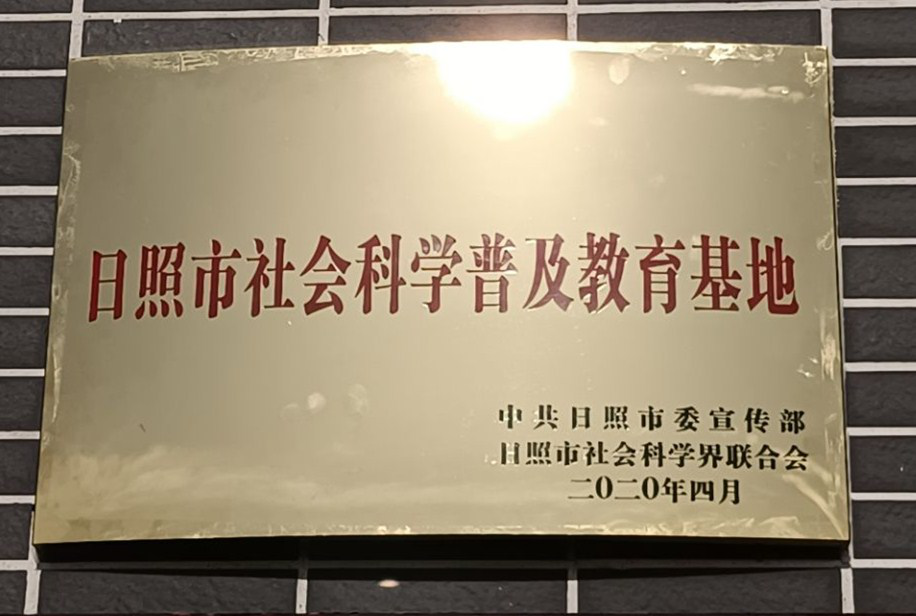 日照市社会科学普及教育基地
中共日照市委宣传部
日照市社会科学界联合会
二〇二〇年四月